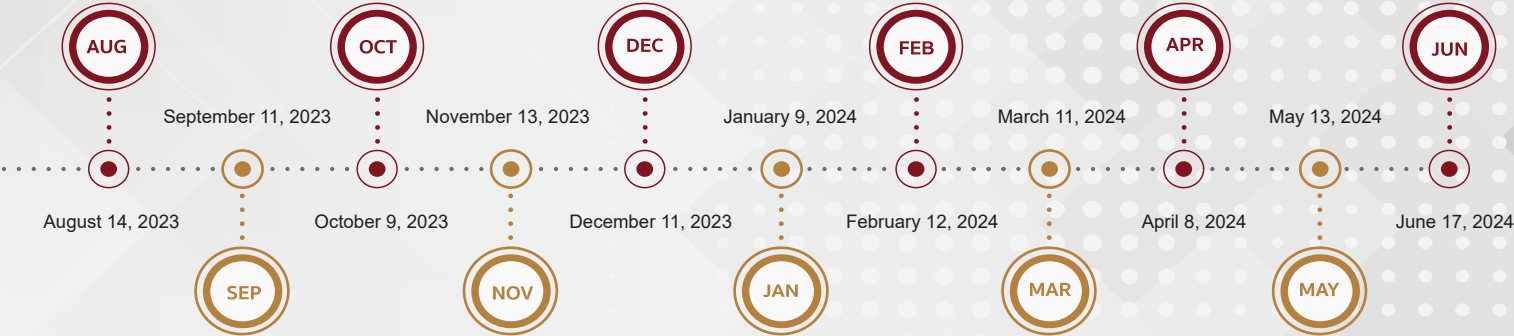 AUG
OCT
DEC
FEB
APR
JUN
September 11, 2023
November 13, 2023
January 9, 2024
March 11, 2024
May 13, 2024
August 14, 2023
October 9, 2023
December 11, 2023
February 12, 2024
April 8, 2024
June 17, 2024
SEP
NOV
JAN
MAR
MAY